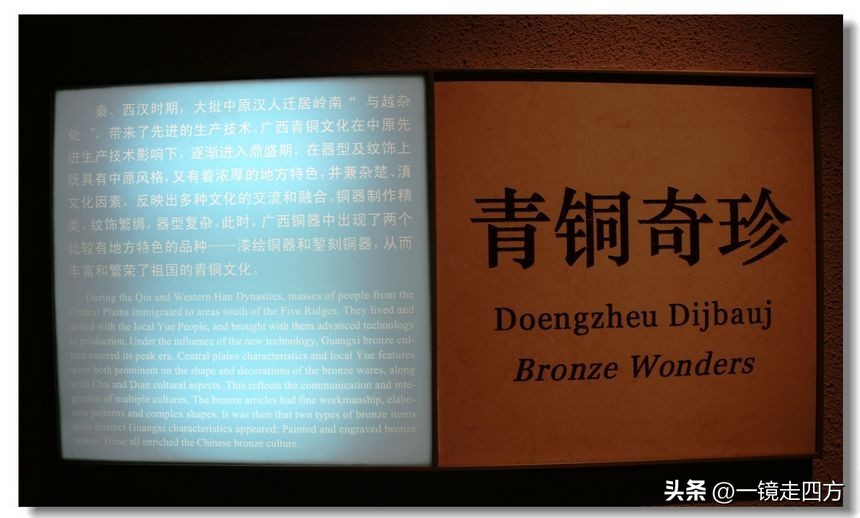 秦、西汉时期，大批中原汉人迁居岭南“与越杂
处”，带来了先进的生产技术。广西青铜文化在中原先
进生产技术影响下，逐渐进入鼎盛期，在器型及纹饰上
既具有中原风格，又有着浓厚的地方特色，并兼杂楚、滇
文化因素，反映出多种文化的交流和融合。铜器制作精
美，纹饰繁缛，器型复杂。此时，广西铜器中出现了两个
比较有地方特色的品种——漆绘铜器和錾刻铜器，从而
丰富和繁荣了祖国的青铜文化。
During the Qin and Western Han Dynasties, masses of people from the
Central Plains immigrated to areas south of the Five Ridges. They lived and
mixed with the local Yue People, and brought with them advanced technology
in production. Under the influence of the new technology, Guangxi bronze cul-
ture entered its peak era. Central plains characteristics and local Yue features
were both prominent on the shape and decorations of the bronze wares, along
with Chu and Dian cultural aspects. This reflects the communication and inte-
gration of multiple cultures. The bronze articles had fine workmanship, elabo-
rate patterns and complex shapes. It was then that two types of bronze items
with distinct Guangxi characteristics appeared: Painted and engraved bronze
wares. These all enriched the Chinese bronze culture.
青铜奇珍
Doengzheu Dijbauj
Bronze Wonders
头条 @一镜走四方